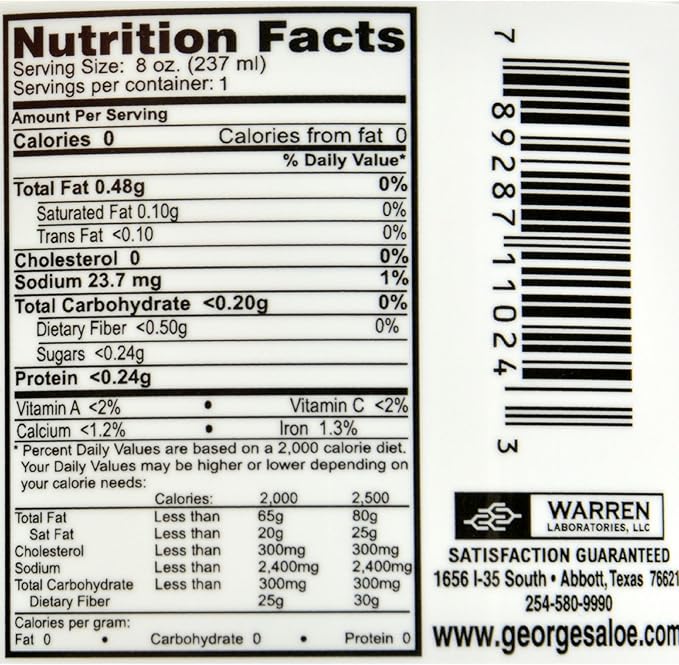 Nutrition Facts
Serving Size: 8 oz. (237 ml)
Servings per container: 1
Amount Per Serving
Calories 0 Calories from fat 0
% Daily Value*
Total Fat 0.48g 0%
Saturated Fat 0.10g 0%
Trans Fat <0.10 0%
Cholesterol 0 0%
Sodium 23.7 mg 1%
Total Carbohydrate <0.20g 0%
Dietary Fiber <0.50g 0%
Sugars <0.24g
Protein <0.24g
Vitamin A <2% • Vitamin C <2%
Calcium <1.2% • Iron 1.3%
* Percent Daily Values are based on a 2,000 calorie diet.
Your Daily Values may be higher or lower depending on
your calorie needs:
Calories: 2,000 2,500
Total Fat Less than 65g 80g
Sat Fat Less than 20g 25g
Cholesterol Less than 300mg 300mg
Sodium Less than 2,400mg 2,400mg
Total Carbohydrate Less than 300mg 300mg
Dietary Fiber 25g 30g
Calories per gram:
Fat 0 • Carbohydrate 0 • Protein 0
7 89287 11024 3
WARREN
LABORATORIES, LLC
SATISFACTION GUARANTEED
1656 I-35 South • Abbott, Texas 76621
254-580-9990
www.georgesaloe.com